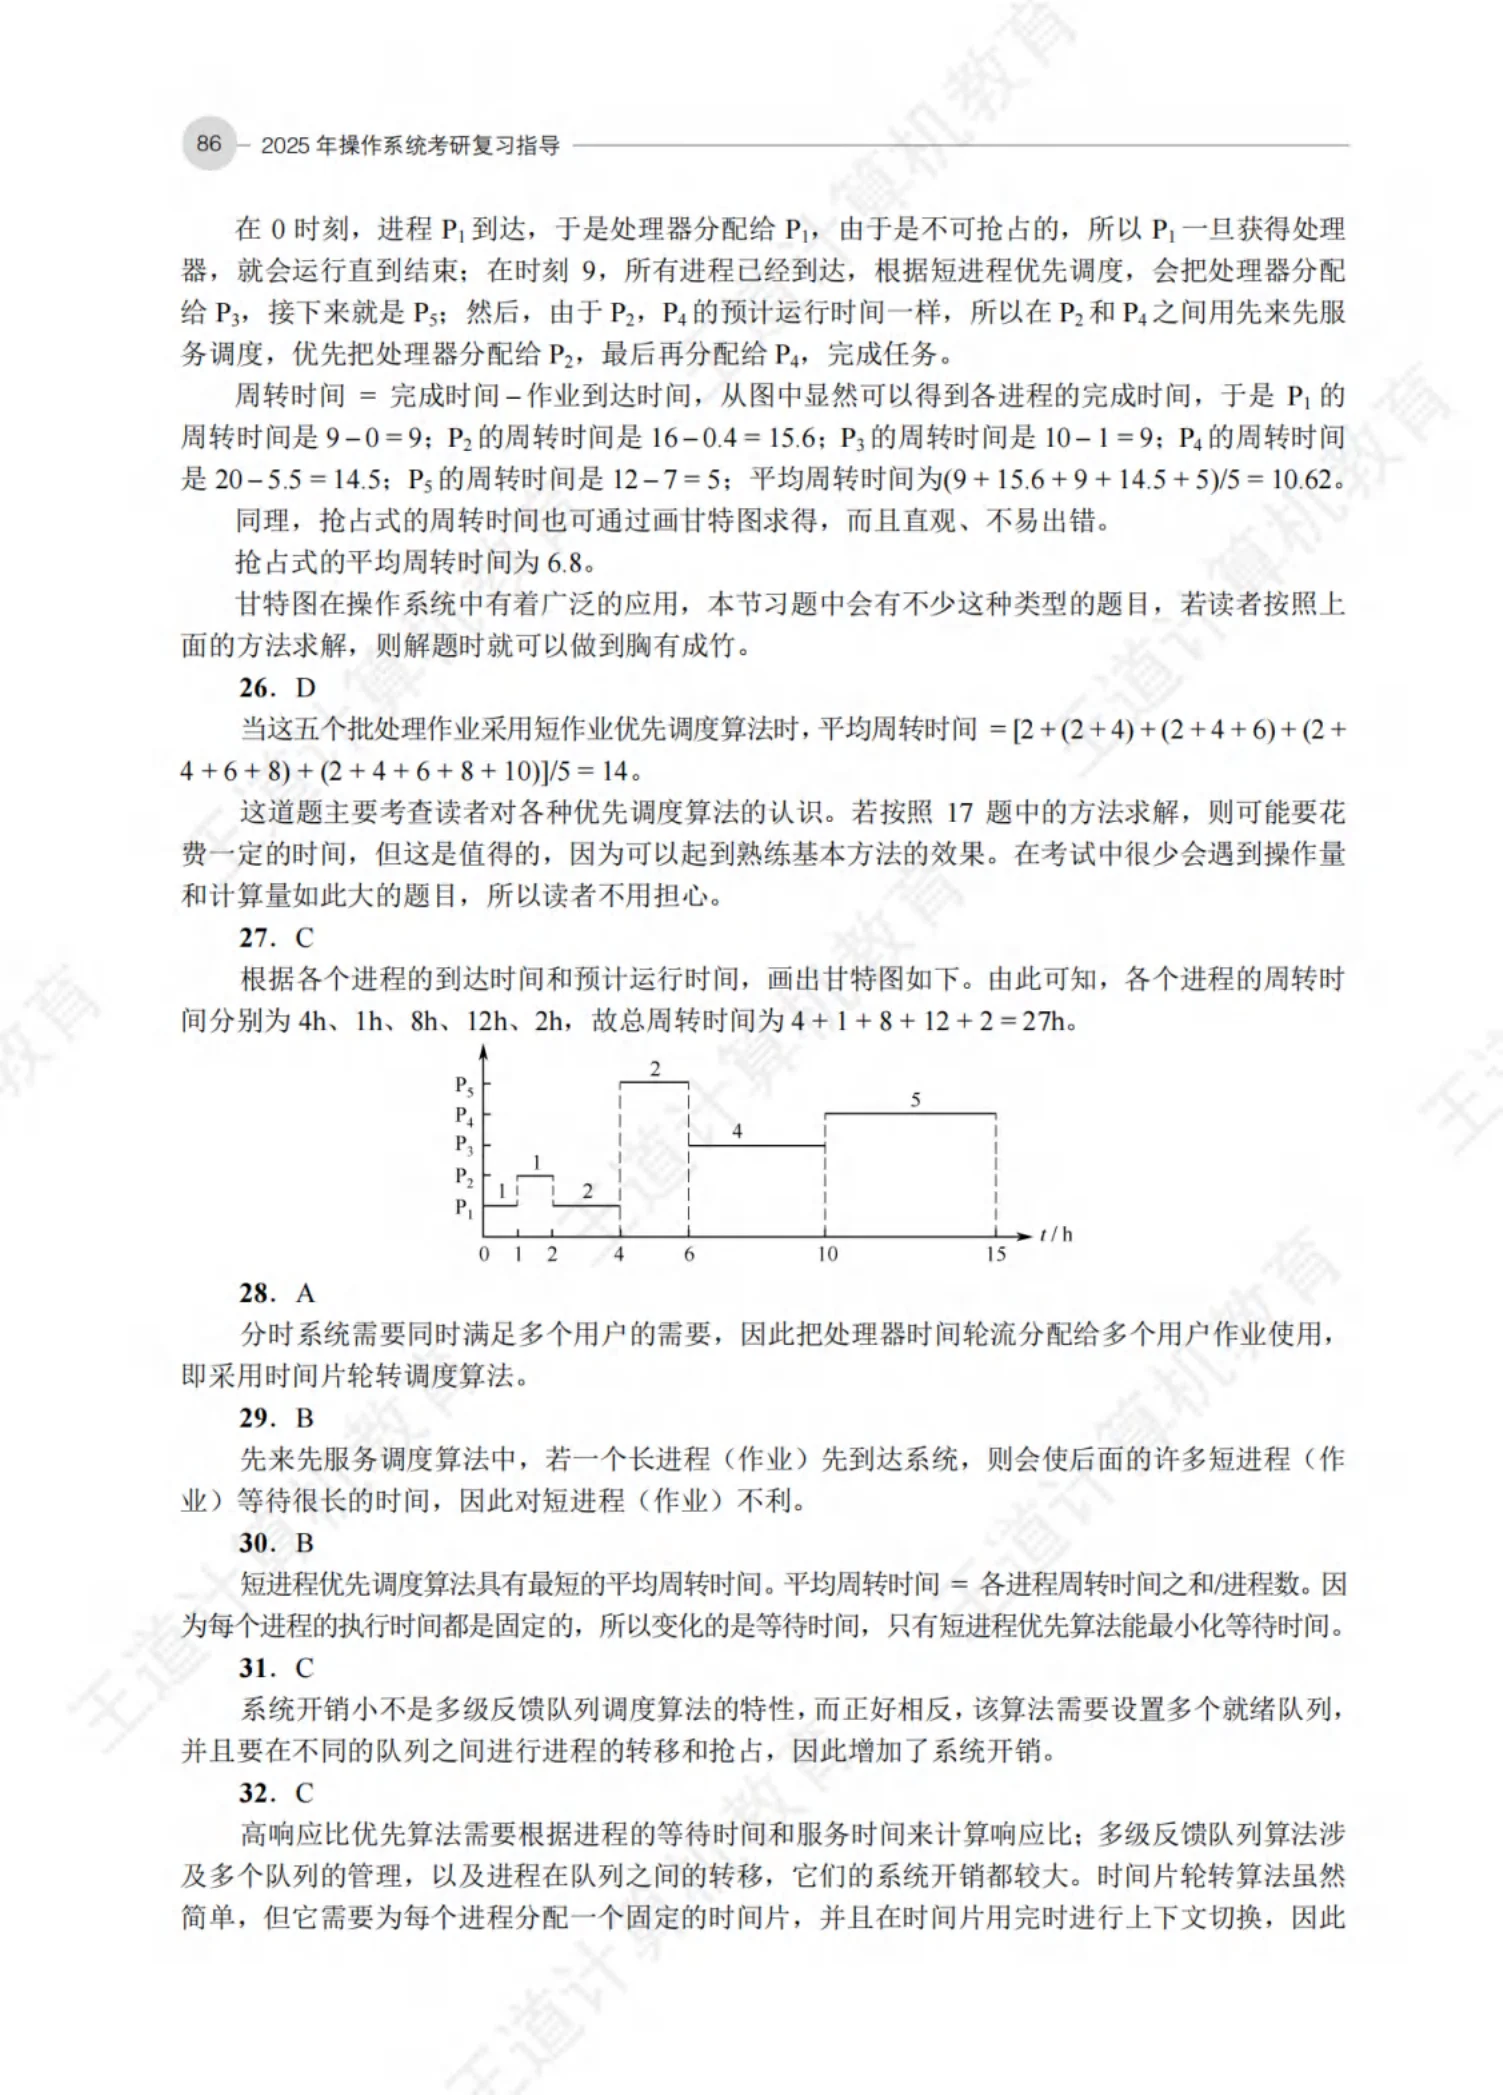 86 2025 年操作系统考研复习指导
在 0 时刻，进程 P₁ 到达，于是处理器分配给 P₁，由于是不可抢占的，所以 P₁ 一旦获得处理
器，就会运行直到结束；在时刻 9，所有进程已经到达，根据短进程优先调度，会把处理器分配
给 P₃，接下来就是 P₅；然后，由于 P₂，P₄ 的预计运行时间一样，所以在 P₂ 和 P₄ 之间用先来先服
务调度，优先把处理器分配给 P₂，最后再分配给 P₄，完成任务。
周转时间 = 完成时间 – 作业到达时间，从图中显然可以得到各进程的完成时间，于是 P₁ 的
周转时间是 9 – 0 = 9；P₂ 的周转时间是 16 – 0.4 = 15.6；P₃ 的周转时间是 10 – 1 = 9；P₄ 的周转时间
是 20 – 5.5 = 14.5；P₅ 的周转时间是 12 – 7 = 5；平均周转时间为(9 + 15.6 + 9 + 14.5 + 5)/5 = 10.62。
同理，抢占式的周转时间也可通过画甘特图求得，而且直观、不易出错。
抢占式的平均周转时间为 6.8。
甘特图在操作系统中有着广泛的应用，本节习题中会有不少这种类型的题目，若读者按照上
面的方法求解，则解题时就可以做到胸有成竹。
26. D
当这五个批处理作业采用短作业优先调度算法时，平均周转时间 = [2 + (2 + 4) + (2 + 4 + 6) + (2 +
4 + 6 + 8) + (2 + 4 + 6 + 8 + 10)]/5 = 14。
这道题主要考查读者对各种优先调度算法的认识。若按照 17 题中的方法求解，则可能要花
费一定的时间，但这是值得的，因为可以起到熟练基本方法的效果。在考试中很少会遇到操作量
和计算量如此大的题目，所以读者不用担心。
27. C
根据各个进程的到达时间和预计运行时间，画出甘特图如下。由此可知，各个进程的周转时
间分别为 4h、1h、8h、12h、2h，故总周转时间为 4 + 1 + 8 + 12 + 2 = 27h。
2
P₅
5
P₄
4
P₃
1
P₂
1 2
P₁
t / h
0 1 2 4 6 10 15
28. A
分时系统需要同时满足多个用户的需要，因此把处理器时间轮流分配给多个用户作业使用，
即采用时间片轮转调度算法。
29. B
先来先服务调度算法中，若一个长进程（作业）先到达系统，则会使后面的许多短进程（作
业）等待很长的时间，因此对短进程（作业）不利。
30. B
短进程优先调度算法具有最短的平均周转时间。平均周转时间 = 各进程周转时间之和/进程数。因
为每个进程的执行时间都是固定的，所以变化的是等待时间，只有短进程优先算法能最小化等待时间。
31. C
系统开销小不是多级反馈队列调度算法的特性，而正好相反，该算法需要设置多个就绪队列，
并且要在不同的队列之间进行进程的转移和抢占，因此增加了系统开销。
32. C
高响应比优先算法需要根据进程的等待时间和服务时间来计算响应比；多级反馈队列算法涉
及多个队列的管理，以及进程在队列之间的转移，它们的系统开销都较大。时间片轮转算法虽然
简单，但它需要为每个进程分配一个固定的时间片，并且在时间片用完时进行上下文切换，因此
王道计算机教育